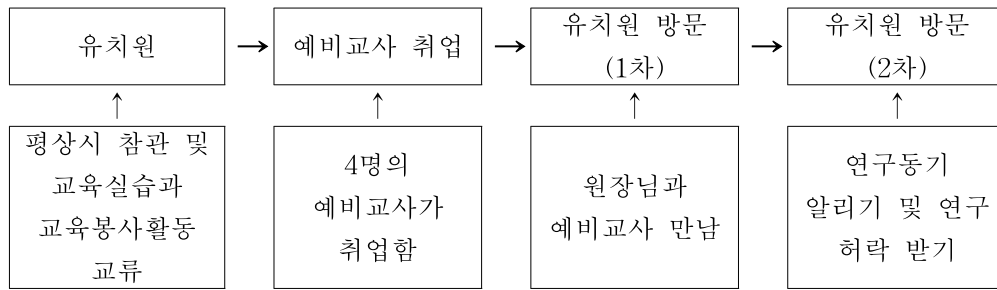 유치원
예비교사 취업
유치원 방문
(1차)
유치원 방문
(2차)
평상시 참관 및
교육실습과
교육봉사활동
교류
4명의
예비교사가
취업함
원장님과
예비교사 만남
연구동기
알리기 및 연구
허락 받기